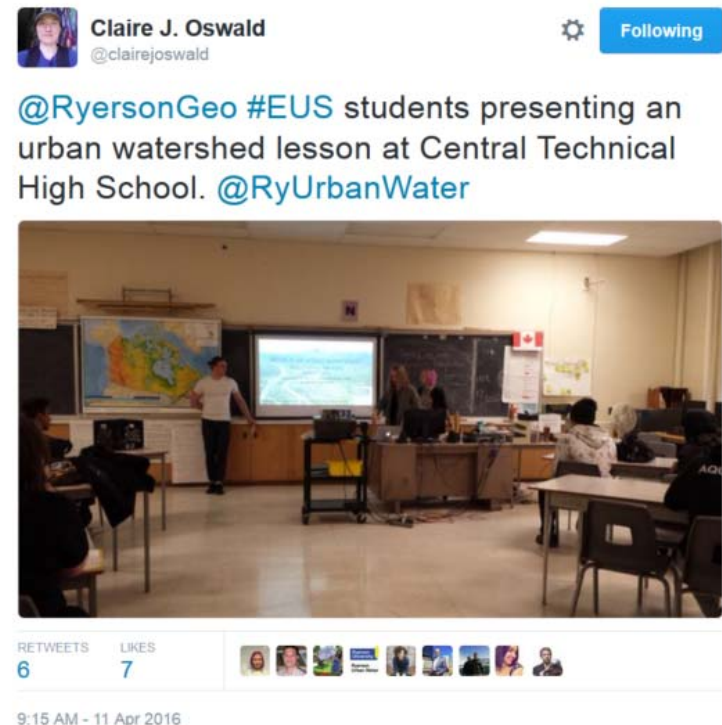 Claire J. Oswald
@clairejoswald
Following
@RyersonGeo #EUS students presenting an
urban watershed lesson at Central Technical
High School. @RyUrbanWater
N
RETWEETS
6
LIKES
7
9:15 AM - 11 Apr 2016